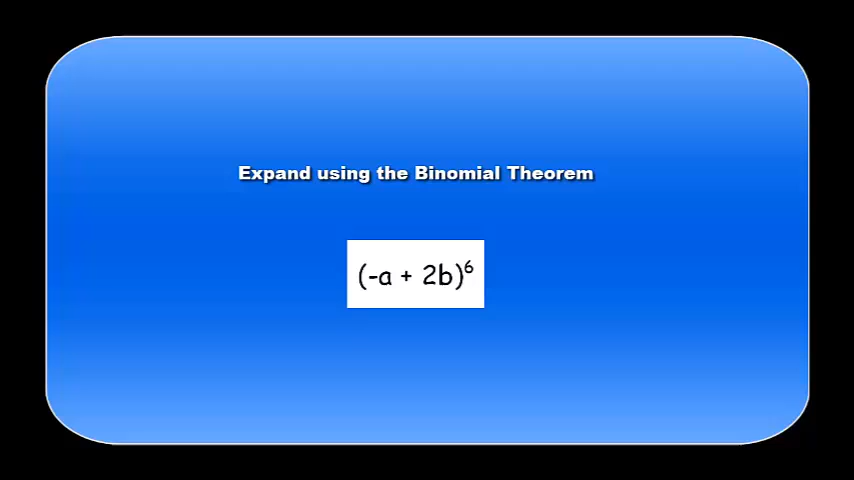 Expand using the Binomial Theorem
(-a + 2b)⁶